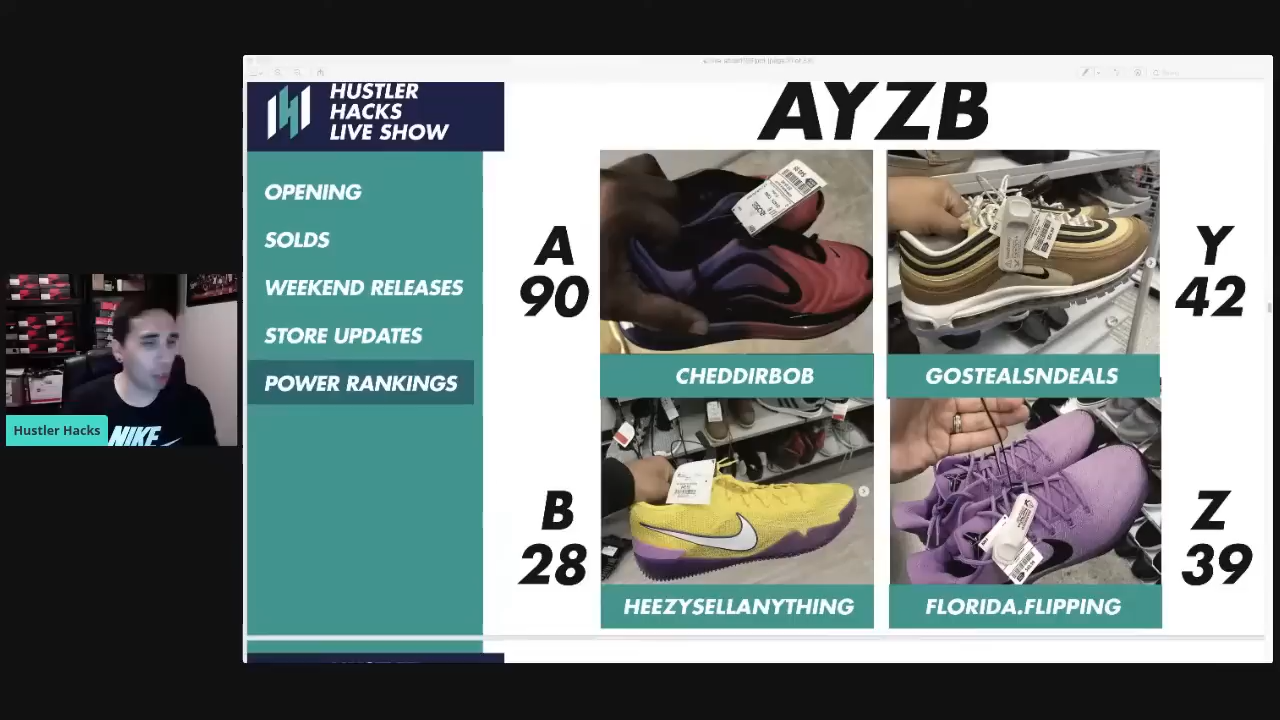 HUSTLER
HACKS
LIVE SHOW
OPENING
SOLDS
WEEKEND RELEASES
STORE UPDATES
POWER RANKINGS
Hustler Hacks
NIKE
AYZB
A
90
CHEDDIRBOB
Y
42
GOSTEALSNDEALS
B
28
HEEZYSELLANYTHING
Z
39
FLORIDA.FLIPPING